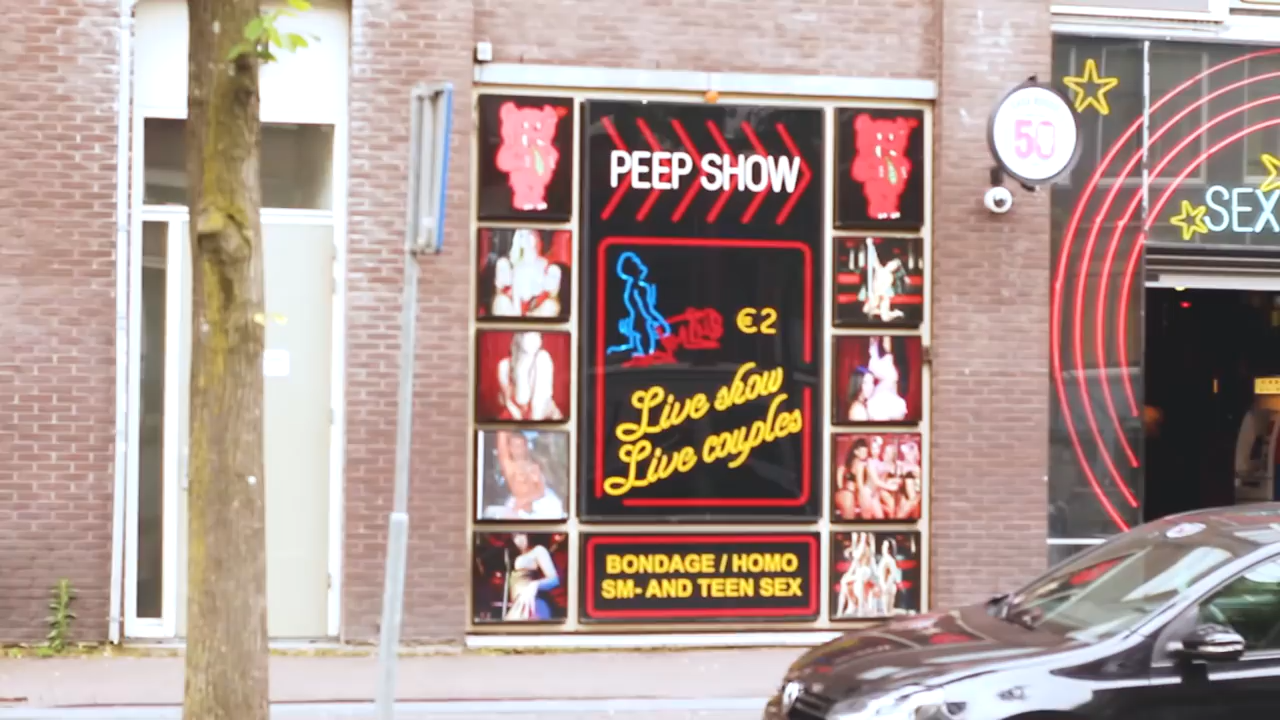 PEEP SHOW
€2
Live show
Live couples
BONDAGE / HOMO
SM- AND TEEN SEX
50
SEX